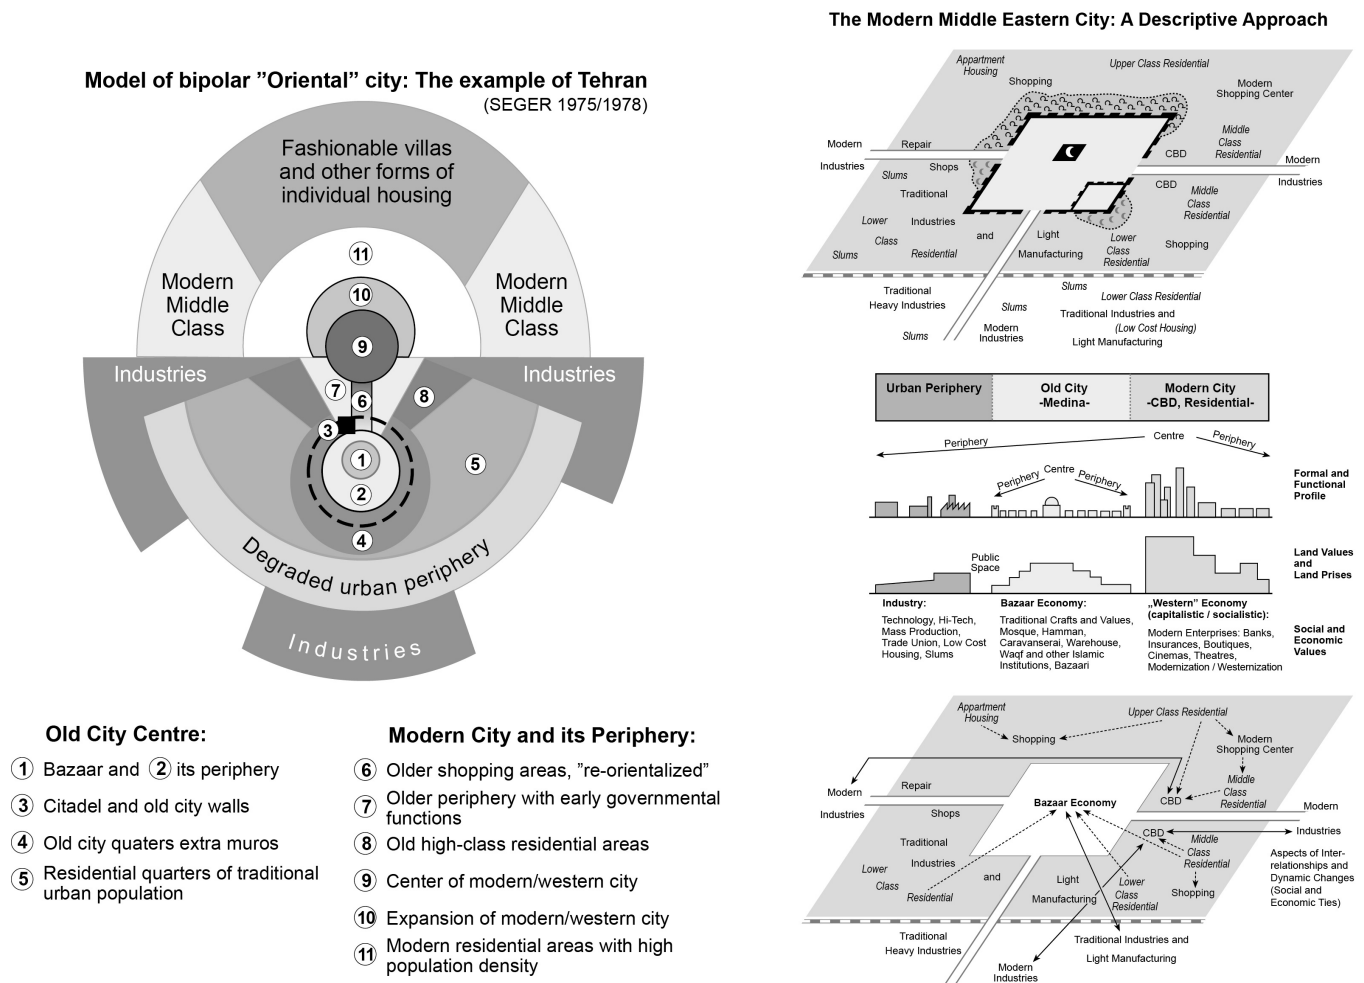 Model of bipolar ”Oriental” city: The example of Tehran
(SEGER 1975/1978)
Fashionable villas
and other forms of
individual housing
Modern
Middle
Class
Modern
Middle
Class
11
10
9
Industries
Industries
7
6
8
3
1
5
2
4
Degraded urban periphery
Industries
Old City Centre:
1 Bazaar and 2 its periphery
3 Citadel and old city walls
4 Old city quaters extra muros
5 Residential quarters of traditional
urban population
Modern City and its Periphery:
6 Older shopping areas, ”re-orientalized”
7 Older periphery with early governmental
functions
8 Old high-class residential areas
9 Center of modern/western city
10 Expansion of modern/western city
11 Modern residential areas with high
population density
The Modern Middle Eastern City: A Descriptive Approach
Appartment
Housing
Shopping
Upper Class Residential
Modern
Shopping Center
Middle
Class
Residential
CBD
Modern
Industries
Repair
Shops
Modern
Industries
Slums
Traditional
CBD
Middle
Class
Residential
Lower
Industries
Class
and
Light
Slums
Residential
Manufacturing
Lower
Class
Residential
Shopping
Traditional
Heavy Industries
Slums
Slums
Lower Class Residential
Traditional Industries and
(Low Cost Housing)
Light Manufacturing
Slums
Modern
Industries
Urban Periphery
Old City
-Medina-
Modern City
-CBD, Residential-
Periphery
Centre
Periphery
Periphery
Centre
Periphery
Formal and
Functional
Profile
Public
Space
Land Values
and
Land Prises
Industry:
Technology, Hi-Tech,
Mass Production,
Trade Union, Low Cost
Housing, Slums
Bazaar Economy:
Traditional Crafts and Values,
Mosque, Hamman,
Caravanserai, Warehouse,
Waqf and other Islamic
Institutions, Bazaari
„Western” Economy
(capitalistic / socialistic):
Modern Enterprises: Banks,
Insurances, Boutiques,
Cinemas, Theatres,
Modernization / Westernization
Social and
Economic
Values
Appartment
Housing
Shopping
Upper Class Residential
Modern
Shopping Center
Middle
Class
Residential
CBD
Repair
Modern
Industries
Shops
Bazaar Economy
Modern
Industries
CBD
Traditional
Middle
Class
Residential
Lower
Industries
Class
and
Residential
Light
Manufacturing
Lower
Class
Residential
Shopping
Aspects of Inter-
relationships and
Dynamic Changes
(Social and
Economic Ties)
Traditional
Heavy Industries
Traditional Industries and
Light Manufacturing
Modern
Industries